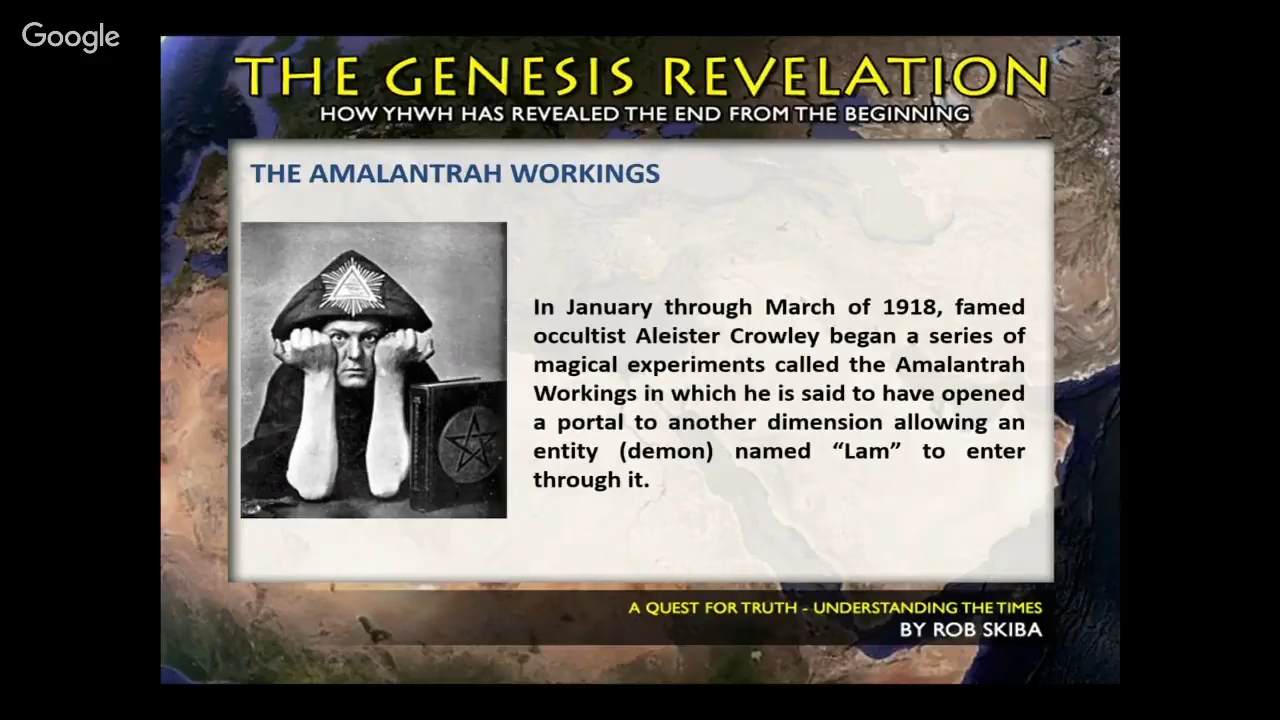 Google
THE GENESIS REVELATION
HOW YHWH HAS REVEALED THE END FROM THE BEGINNING
THE AMALANTRAH WORKINGS
In January through March of 1918, famed
occultist Aleister Crowley began a series of
magical experiments called the Amalantrah
Workings in which he is said to have opened
a portal to another dimension allowing an
entity (demon) named “Lam” to enter
through it.
A QUEST FOR TRUTH - UNDERSTANDING THE TIMES
BY ROB SKIBA